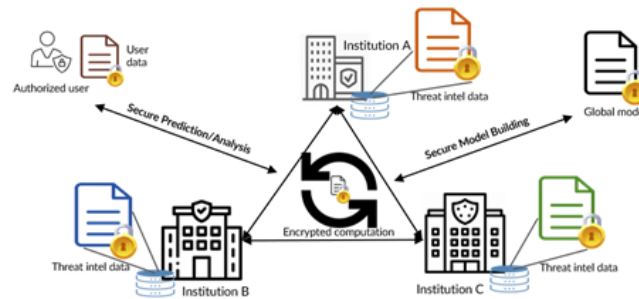 Institution A
User
data
Authorized user
Threat intel data
Global mode
Secure Prediction/Analysis
Secure Model Building
Encrypted computation
Threat intel data
Institution B
Institution C
Threat intel data